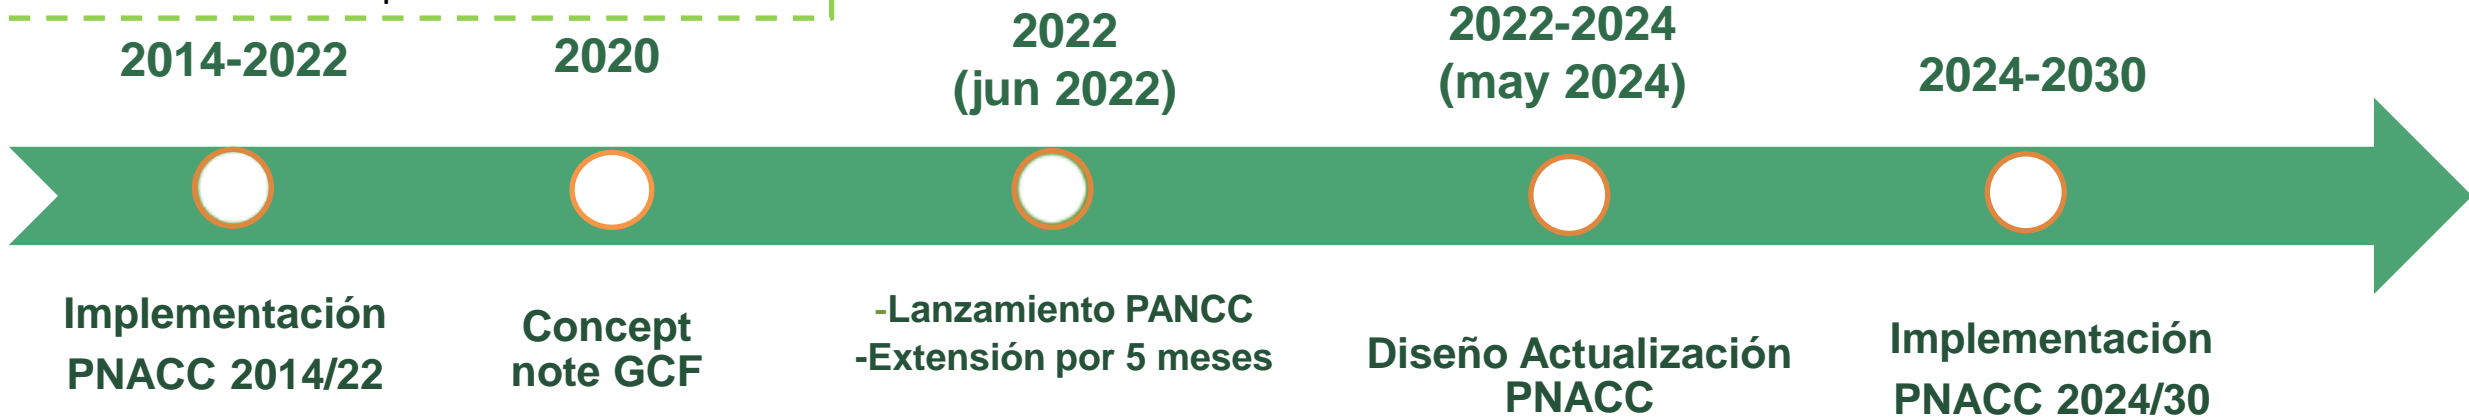 2014-2022
2020
2022
(jun 2022)
2022-2024
(may 2024)
2024-2030
Implementación
PNACC 2014/22
Concept
note GCF
-Lanzamiento PANCC
-Extensión por 5 meses
Diseño Actualización
PNACC
Implementación
PNACC 2024/30